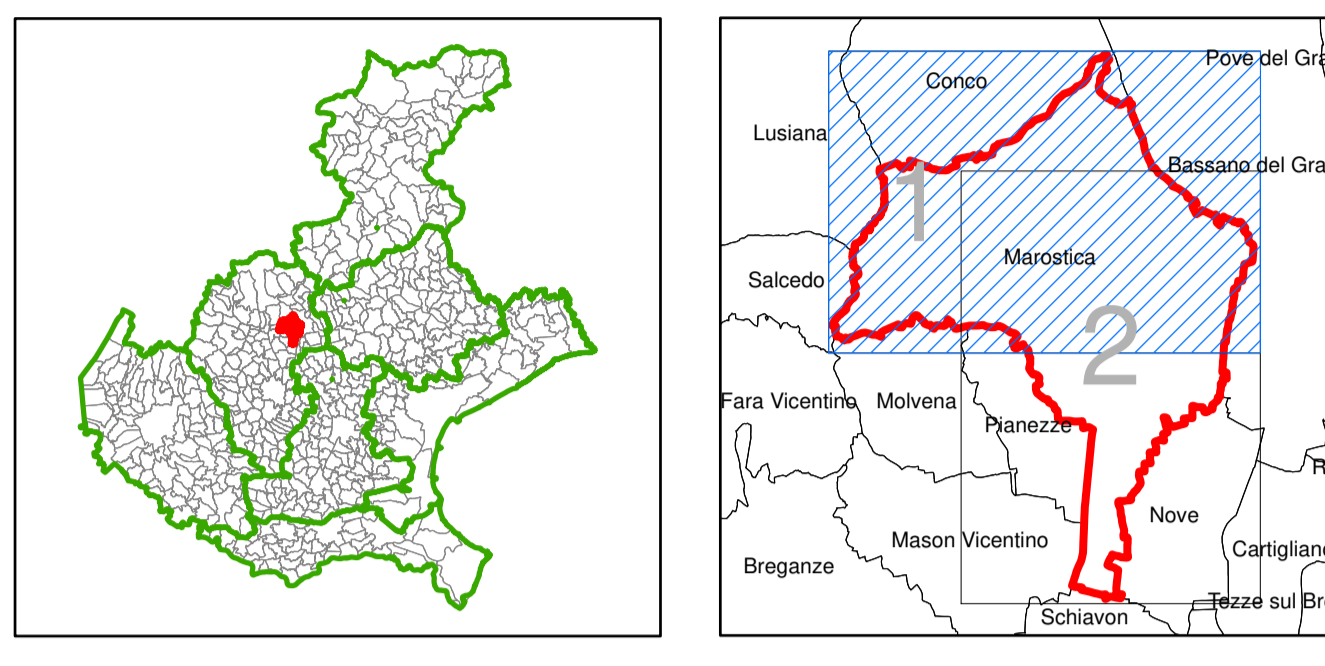 Pove del Gra
Conco
Lusiana
Bassano del Gra
1
Marostica
Salcedo
2
Fara Vicentino
Molvena
Pianezze
R
Nove
Mason Vicentino
Cartigliano
Breganze
Tezze sul Br
Schiavon